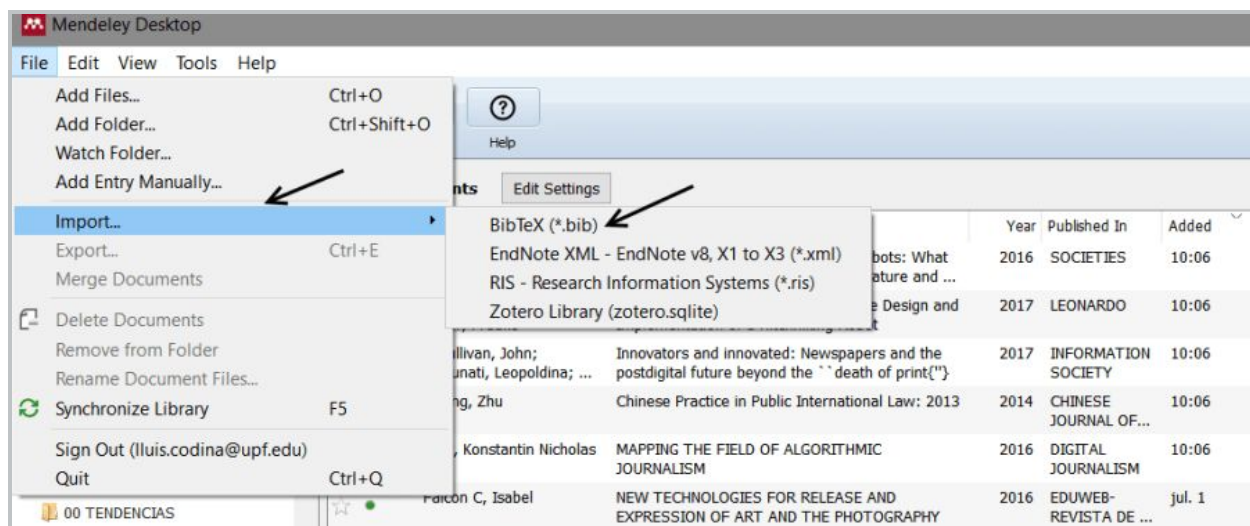 Mendeley Desktop
File Edit View Tools Help
Add Files... Ctrl+O
Add Folder... Ctrl+Shift+O
Watch Folder...
Add Entry Manually...
Import...
Export... Ctrl+E
Merge Documents
Delete Documents
Remove from Folder
Rename Document Files...
Synchronize Library F5
Sign Out (lluis.codina@upf.edu)
Quit Ctrl+Q
00 TENDENCIAS
Help
nts Edit Settings
BibTeX (*.bib)
EndNote XML - EndNote v8, X1 to X3 (*.xml)
RIS - Research Information Systems (*.ris)
Zotero Library (zotero.sqlite)
Year Published In Added
bots: What 2016 SOCIETIES 10:06
ature and ...
e Design and 2017 LEONARDO 10:06
llivan, John; Innovators and innovated: Newspapers and the 2017 INFORMATION 10:06
unati, Leopoldina; ... postdigital future beyond the ``death of print{"} SOCIETY
ng, Zhu Chinese Practice in Public International Law: 2013 2014 CHINESE 10:06
JOURNAL OF...
, Konstantin Nicholas MAPPING THE FIELD OF ALGORITHMIC 2016 DIGITAL 10:06
JOURNALISM JOURNALISM
Falcon C, Isabel NEW TECHNOLOGIES FOR RELEASE AND 2016 EDUWEB- jul. 1
EXPRESSION OF ART AND THE PHOTOGRAPHY REVISTA DE ...